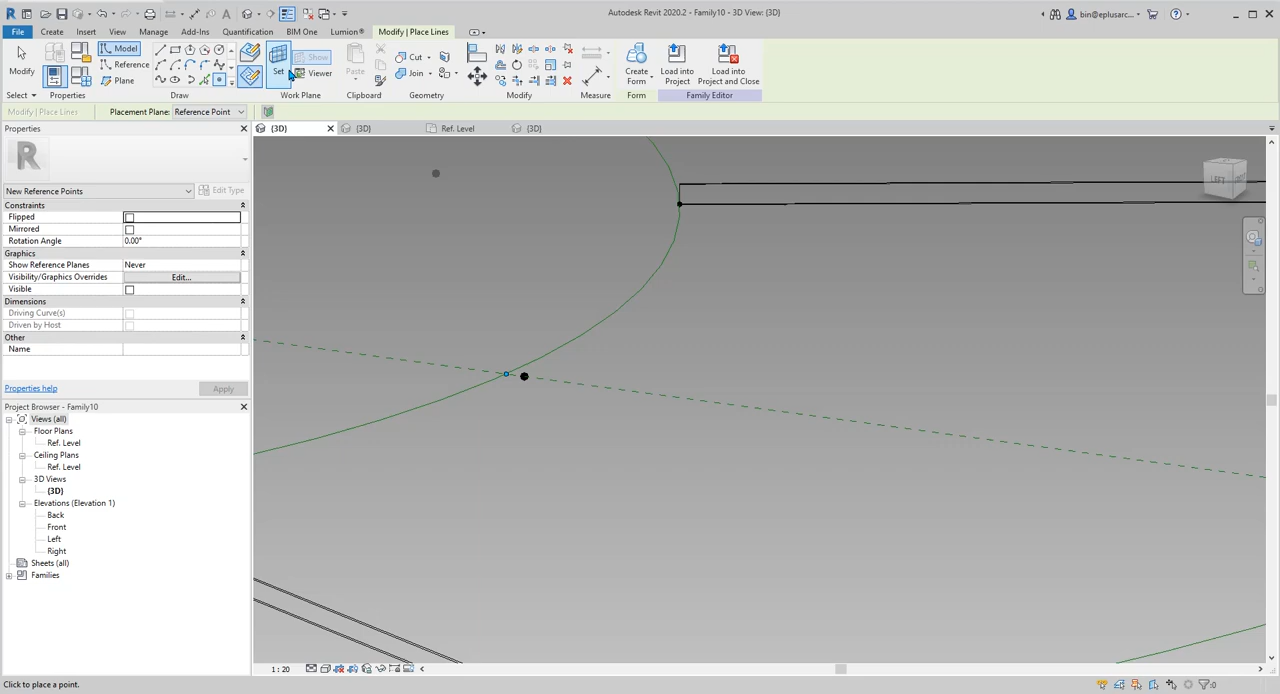 Autodesk Revit 2020.2 - Family10 - 3D View: {3D}
bin@eplusarc...
File Create Insert View Manage Add-Ins Quantification BIM One Lumion® Modify | Place Lines
Modify
Model
Reference
Plane
Set
Show
Viewer
Paste
Cut
Join
Create Form
Load into Project
Load into Project and Close
Select Properties Draw Work Plane Clipboard Geometry Modify Measure Form Family Editor
Modify | Place Lines Placement Plane: Reference Point
Properties
{3D} {3D} Ref. Level {3D}
R
New Reference Points Edit Type
Constraints
Flipped
Mirrored
Rotation Angle 0.00°
Graphics
Show Reference Planes Never
Visibility/Graphics Overrides Edit...
Visible
Dimensions
Driving Curve(s)
Driven by Host
Other
Name
Properties help Apply
Project Browser - Family10
Views (all)
Floor Plans
Ref. Level
Ceiling Plans
Ref. Level
3D Views
{3D}
Elevations (Elevation 1)
Back
Front
Left
Right
Sheets (all)
Families
LEFT
1 : 20
Click to place a point.
:0